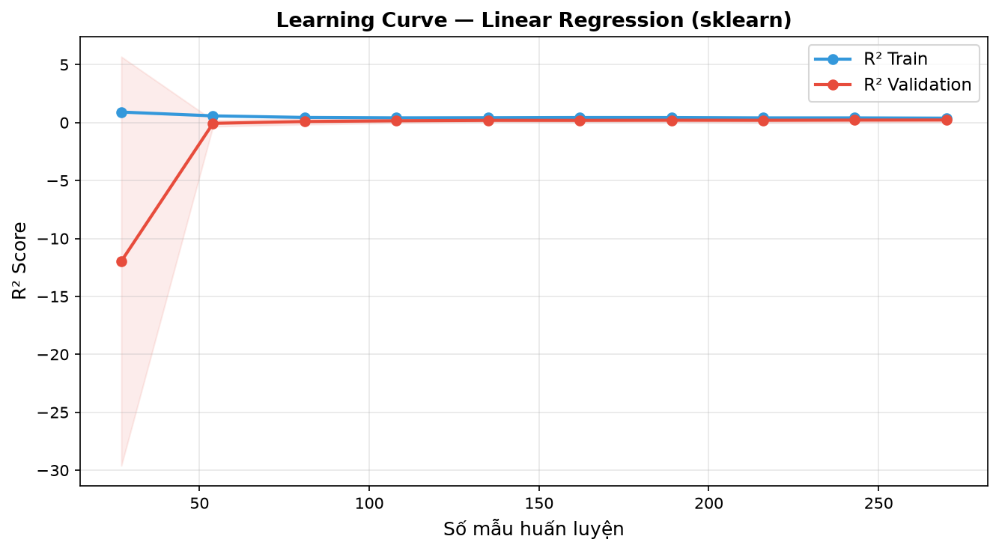 Learning Curve — Linear Regression (sklearn)
R² Train
R² Validation
R² Score
5
0
−5
−10
−15
−20
−25
−30
50
100
150
200
250
Số mẫu huấn luyện